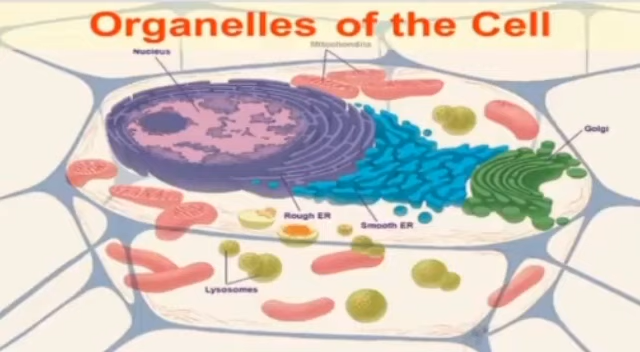 Organelles of the Cell
Nucleus
Mitochondria
Golgi
Rough ER
Smooth ER
Lysosomes